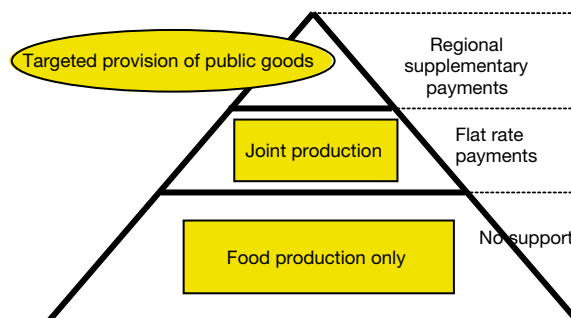 Targeted provision of public goods
Regional
supplementary
payments
Joint production
Flat rate
payments
Food production only
No support